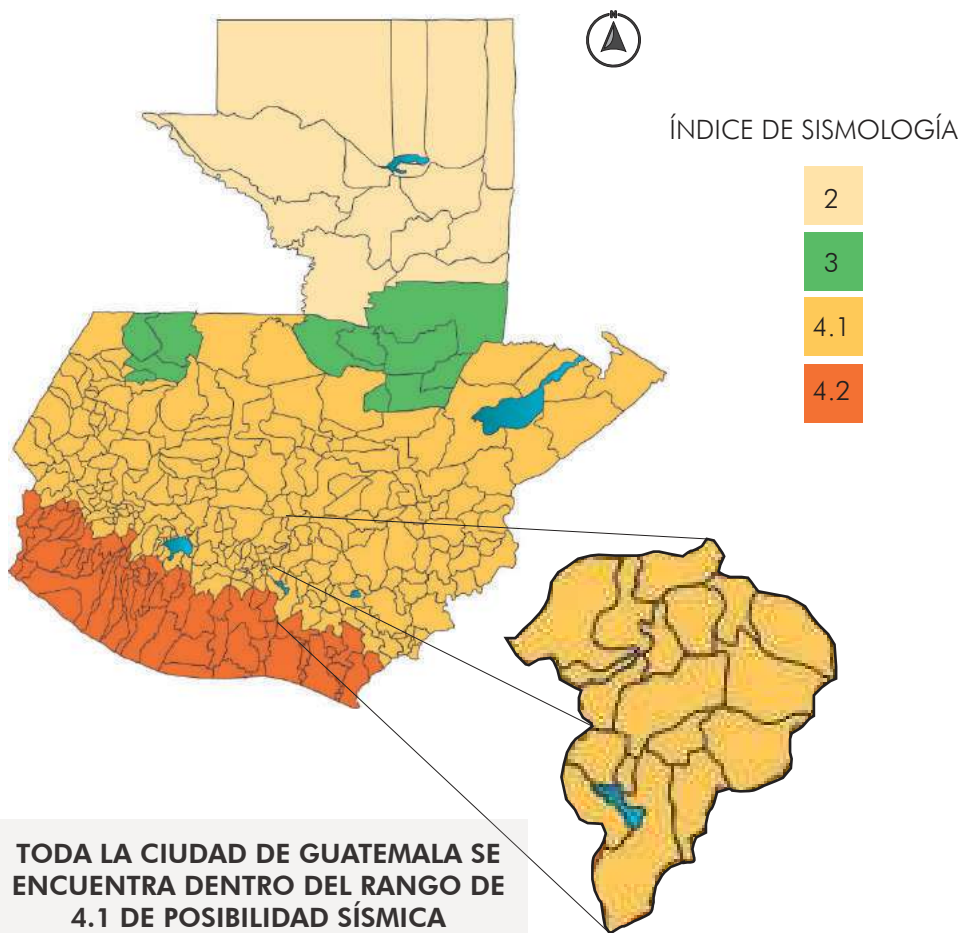 N
ÍNDICE DE SISMOLOGÍA
2
3
4.1
4.2
TODA LA CIUDAD DE GUATEMALA SE
ENCUENTRA DENTRO DEL RANGO DE
4.1 DE POSIBILIDAD SÍSMICA